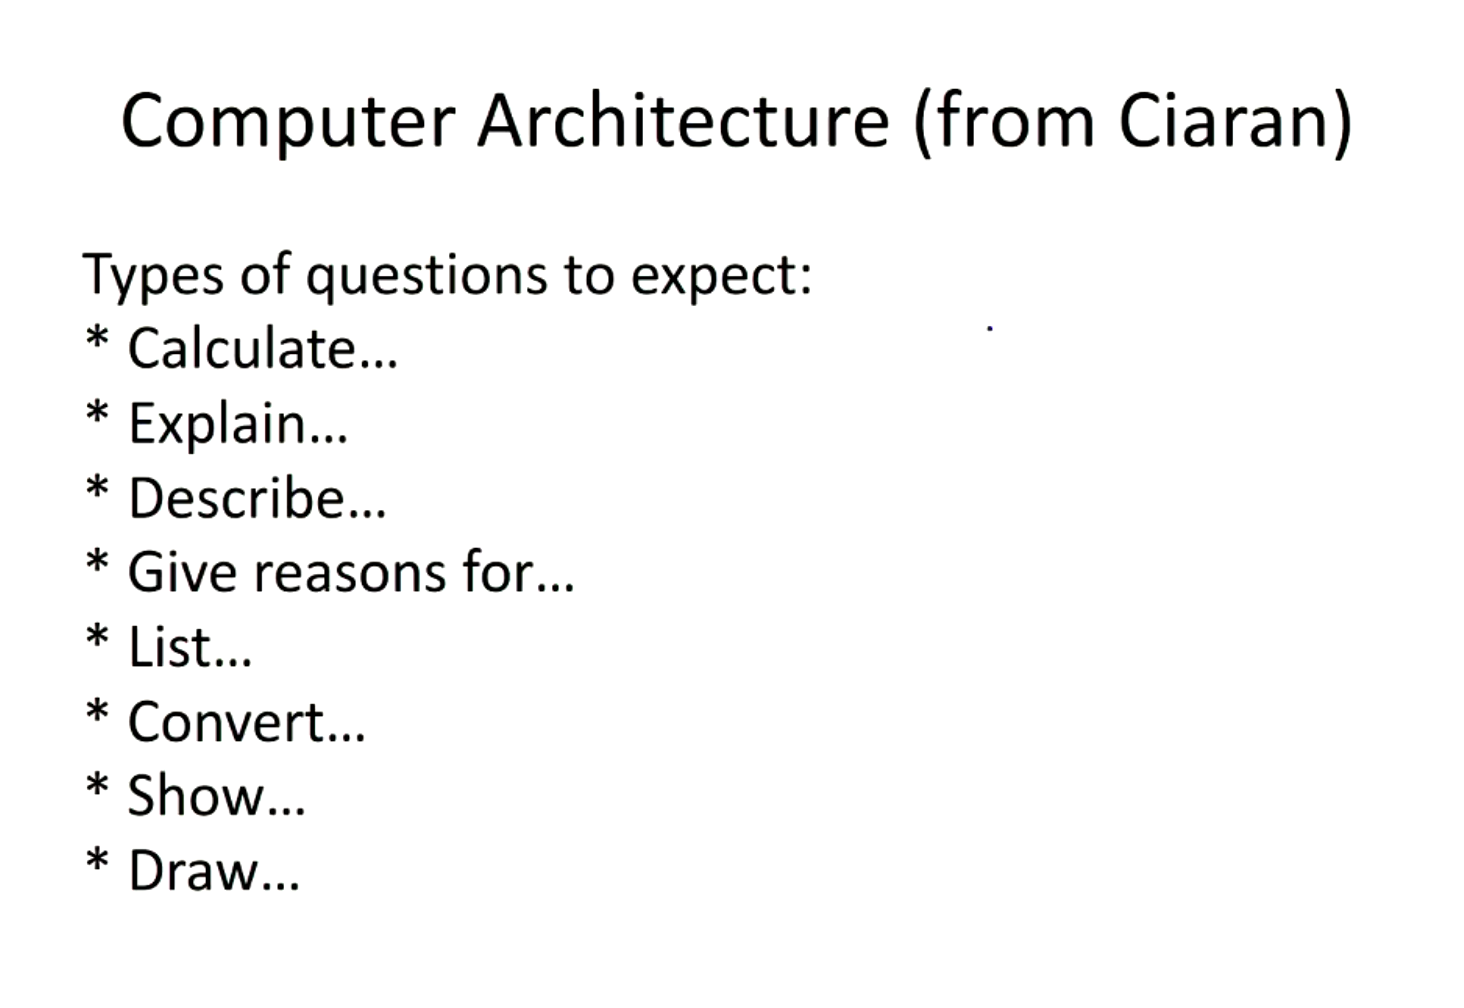 Computer Architecture (from Ciaran)
Types of questions to expect:
* Calculate...
* Explain...
* Describe...
* Give reasons for...
* List...
* Convert...
* Show...
* Draw...